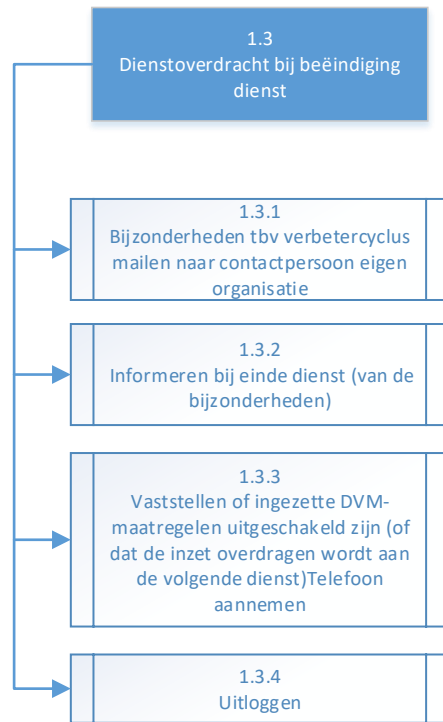 1.3
Dienstoverdracht bij beëindiging
dienst
1.3.1
Bijzonderheden tbv verbetercyclus
mailen naar contactpersoon eigen
organisatie
1.3.2
Informeren bij einde dienst (van de
bijzonderheden)
1.3.3
Vaststellen of ingezette DVM-
maatregelen uitgeschakeld zijn (of
dat de inzet overdragen wordt aan
de volgende dienst)Telefoon
aannemen
1.3.4
Uitloggen